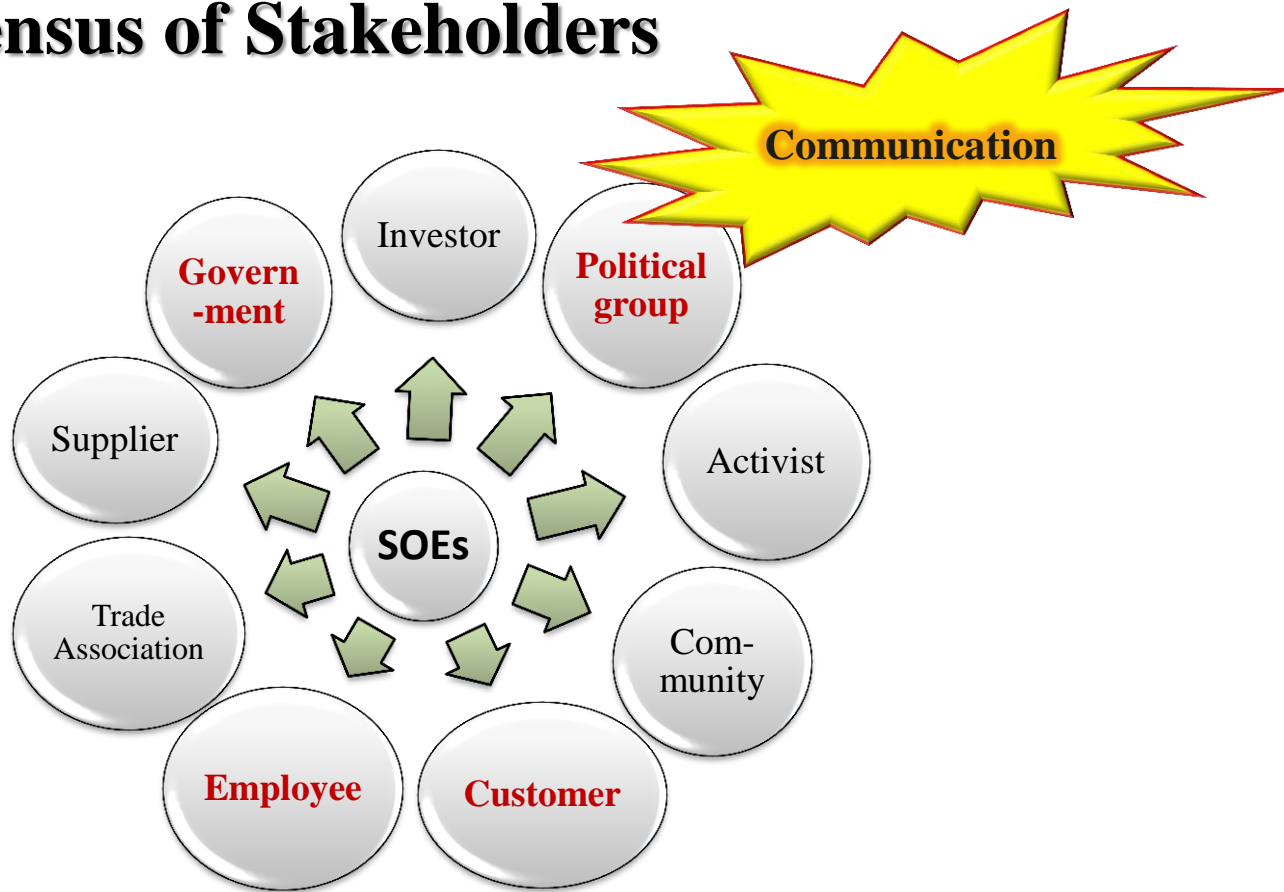 ensus of Stakeholders
Communication
Investor
Govern
-ment
Political
group
Supplier
Activist
SOEs
Trade
Association
Com-
munity
Employee
Customer